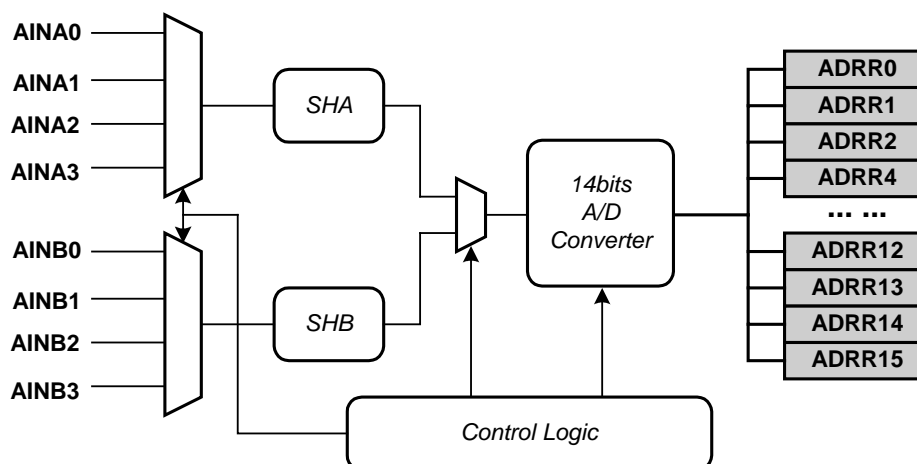 AINA0
AINA1
AINA2
AINA3
SHA
AINB0
AINB1
AINB2
AINB3
SHB
14bits
A/D
Converter
Control Logic
ADRR0
ADRR1
ADRR2
ADRR4
... ...
ADRR12
ADRR13
ADRR14
ADRR15